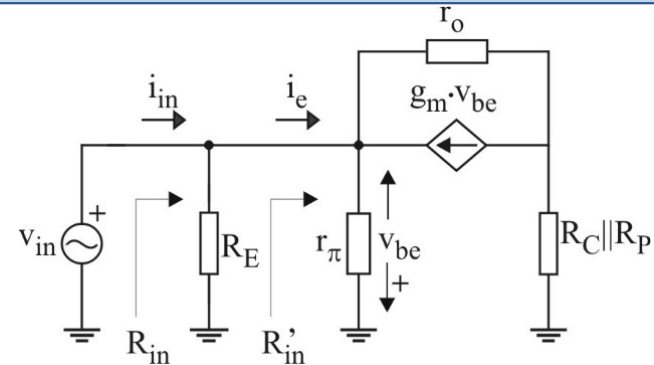 r_o
i_in
i_e
g_m·v_be
+
v_in
R_E
r_π
v_be
R_C||R_P
+
R_in
R_in'